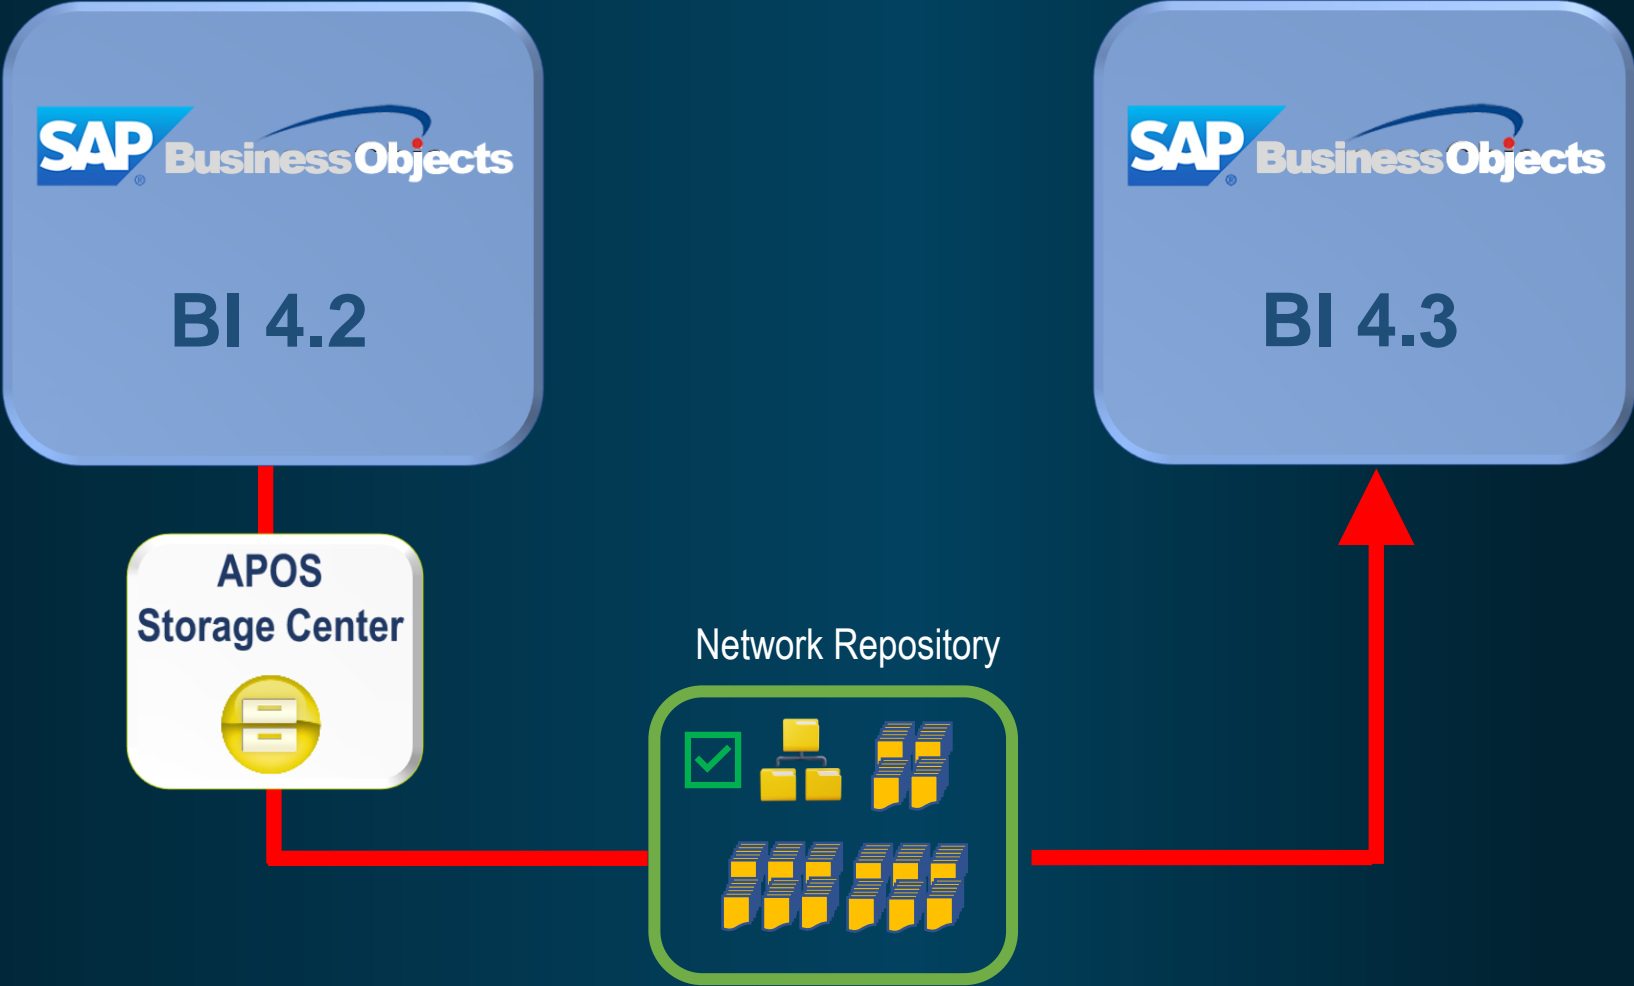 SAP BusinessObjects
BI 4.2
SAP BusinessObjects
BI 4.3
APOS
Storage Center
Network Repository